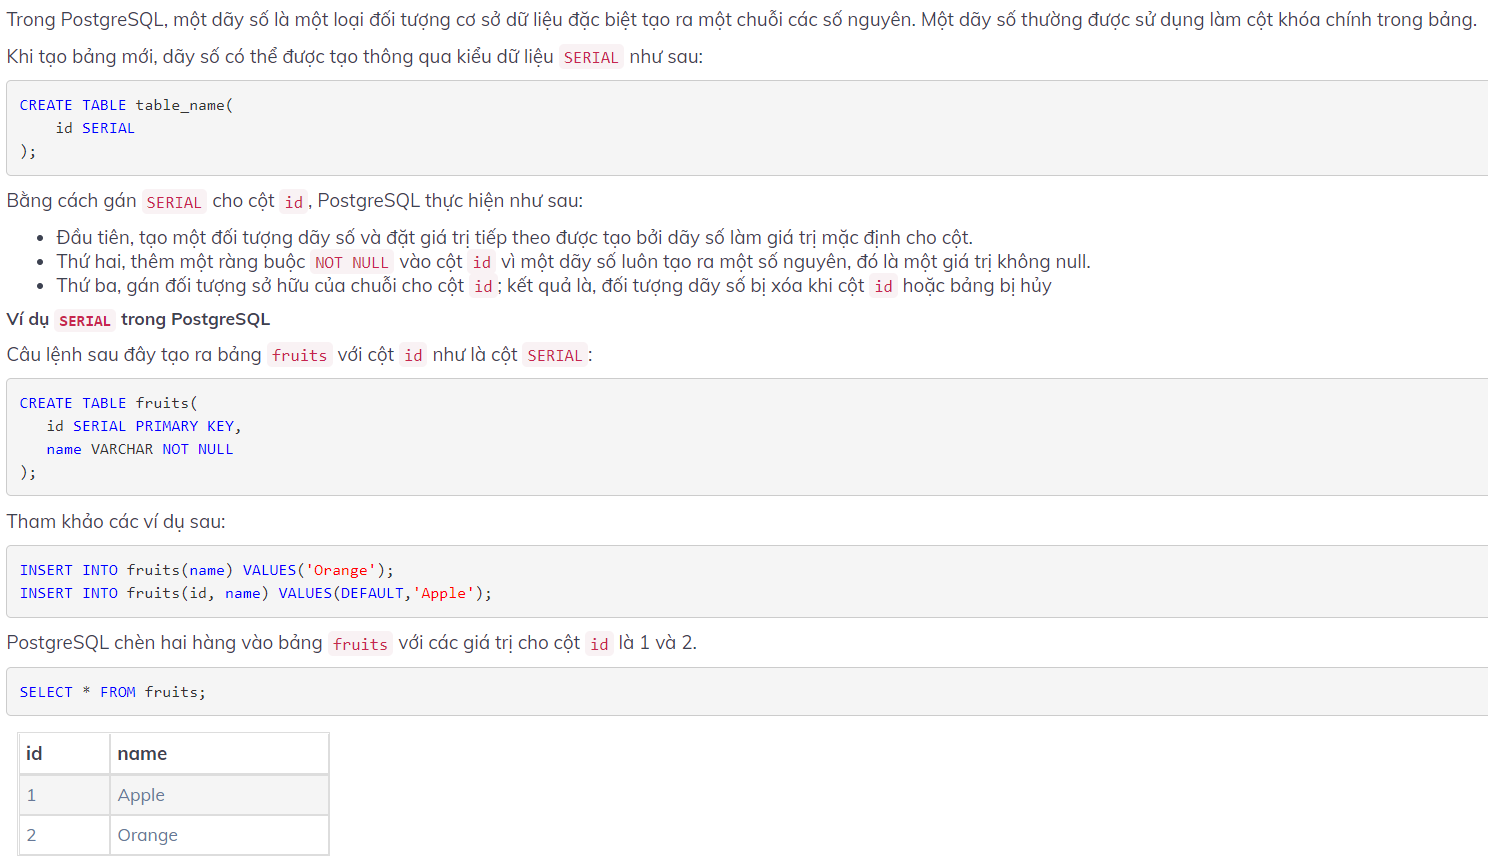 Trong PostgreSQL, một dãy số là một loại đối tượng cơ sở dữ liệu đặc biệt tạo ra một chuỗi các số nguyên. Một dãy số thường được sử dụng làm cột khóa chính trong bảng.
Khi tạo bảng mới, dãy số có thể được tạo thông qua kiểu dữ liệu SERIAL như sau:
CREATE TABLE table_name(
    id SERIAL
);
Bằng cách gán SERIAL cho cột id, PostgreSQL thực hiện như sau:
• Đầu tiên, tạo một đối tượng dãy số và đặt giá trị tiếp theo được tạo bởi dãy số làm giá trị mặc định cho cột.
• Thứ hai, thêm một ràng buộc NOT NULL vào cột id vì một dãy số luôn tạo ra một số nguyên, đó là một giá trị không null.
• Thứ ba, gán đối tượng sở hữu của chuỗi cho cột id; kết quả là, đối tượng dãy số bị xóa khi cột id hoặc bảng bị hủy
Ví dụ SERIAL trong PostgreSQL
Câu lệnh sau đây tạo ra bảng fruits với cột id như là cột SERIAL:
CREATE TABLE fruits(
   id SERIAL PRIMARY KEY,
   name VARCHAR NOT NULL
);
Tham khảo các ví dụ sau:
INSERT INTO fruits(name) VALUES('Orange');
INSERT INTO fruits(id, name) VALUES(DEFAULT,'Apple');
PostgreSQL chèn hai hàng vào bảng fruits với các giá trị cho cột id là 1 và 2.
SELECT * FROM fruits;
id name
1 Apple
2 Orange